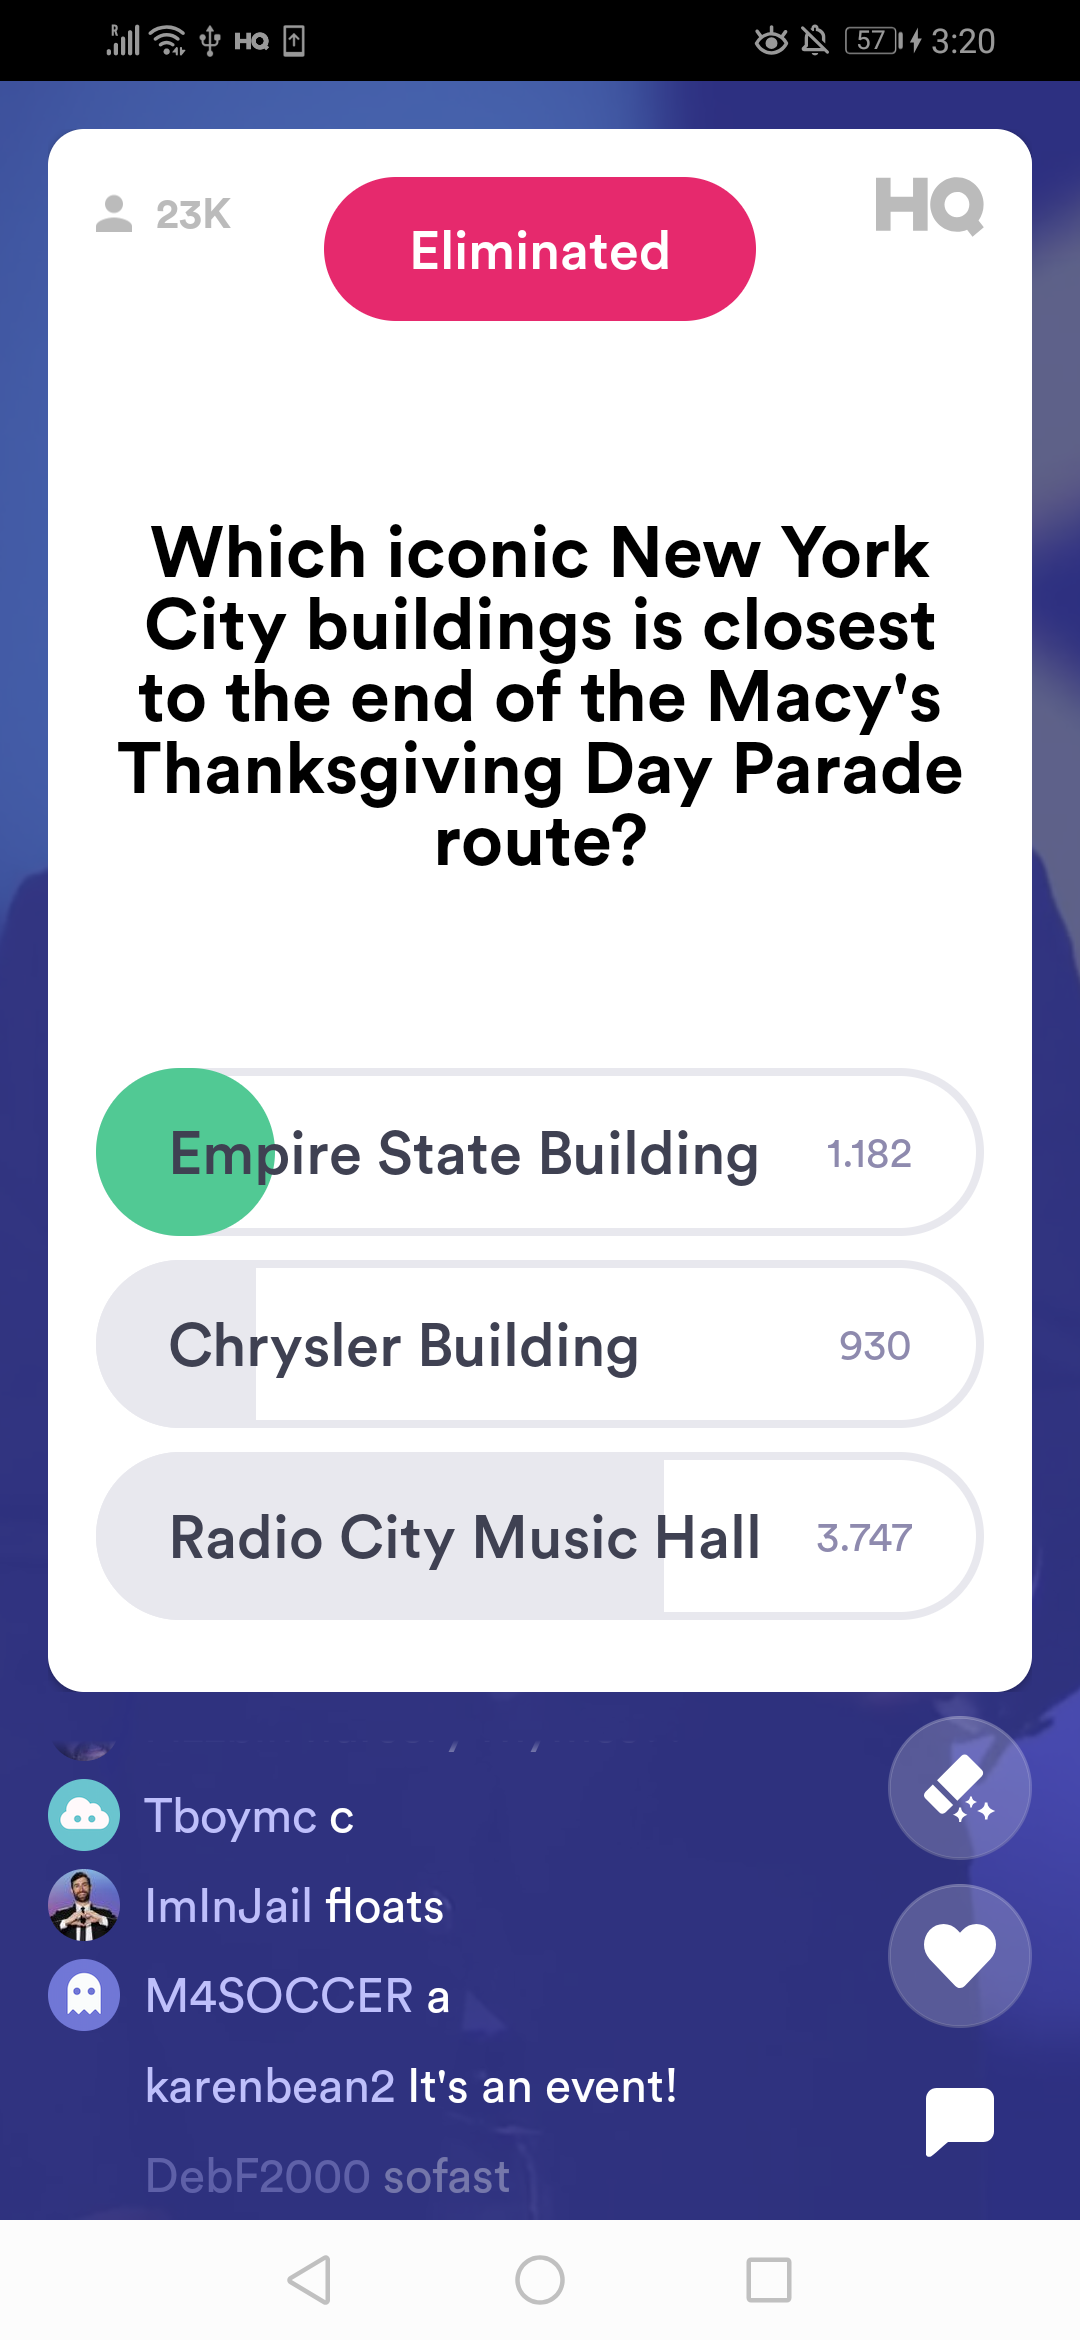 R HQ 57 3:20
23K Eliminated HQ
Which iconic New York
City buildings is closest
to the end of the Macy's
Thanksgiving Day Parade
route?
Empire State Building 1.182
Chrysler Building 930
Radio City Music Hall 3.747
Tboymc c
ImInJail floats
M4SOCCER a
karenbean2 It's an event!
DebF2000 sofast